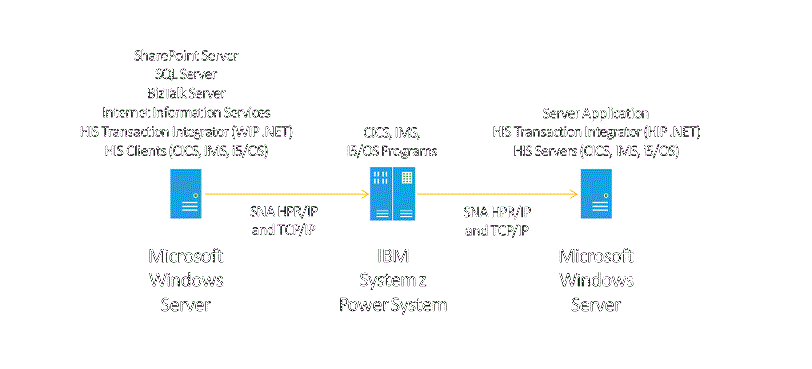 SharePoint Server
SQL Server
BizTalk Server
Internet Information Services
HIS Transaction Integrator (WIP .NET)
HIS Clients (CICS, IMS, i5/OS)
CICS, IMS,
i5/OS Programs
Server Application
HIS Transaction Integrator (HIP .NET)
HIS Servers (CICS, IMS, i5/OS)
SNA HPR/IP
and TCP/IP
SNA HPR/IP
and TCP/IP
Microsoft
Windows
Server
IBM
System z
Power System
Microsoft
Windows
Server